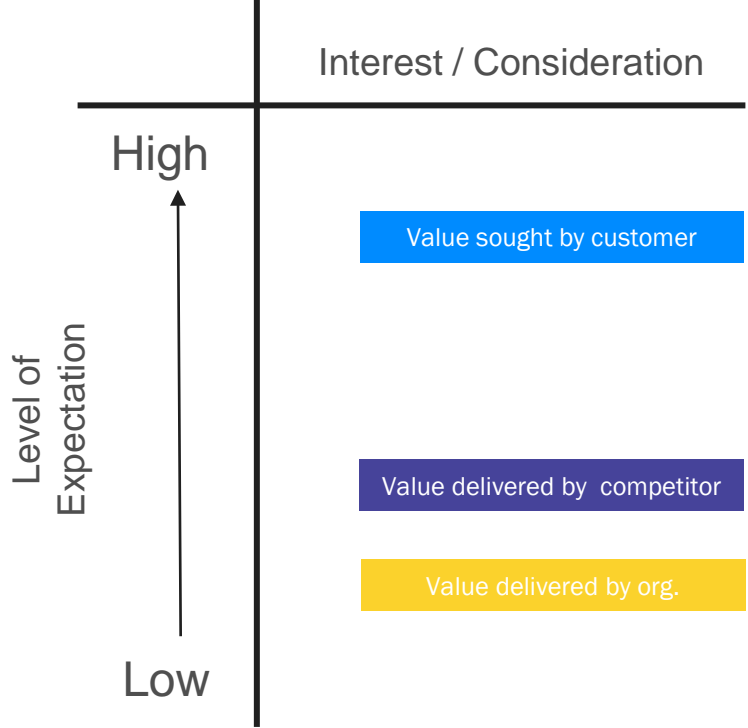 Interest / Consideration
High
Value sought by customer
Level of
Expectation
Value delivered by  competitor
Value delivered by org.
Low